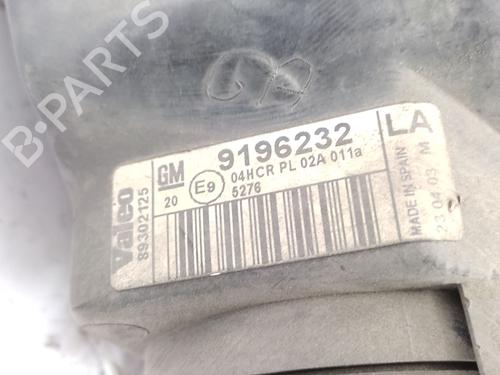 B-PARTS
Valeo
89302125
GM
20
E9
9196232
04HCR PL 02A 011a
5276
LA
MADE IN SPAIN
23 04 03 M